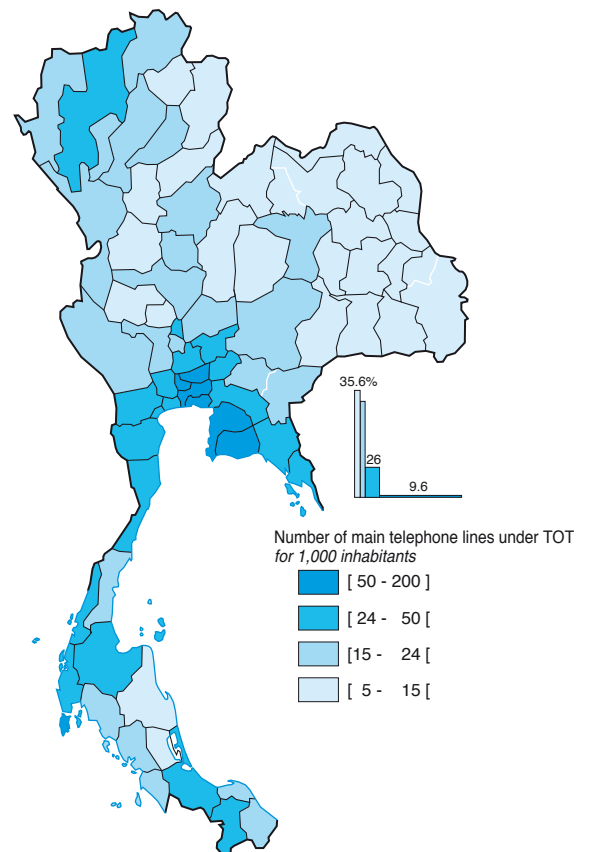 35.6%
26
9.6
Number of main telephone lines under TOT
for 1,000 inhabitants
[ 50 - 200 ]
[ 24 - 50 [
[15 - 24 [
[ 5 - 15 [